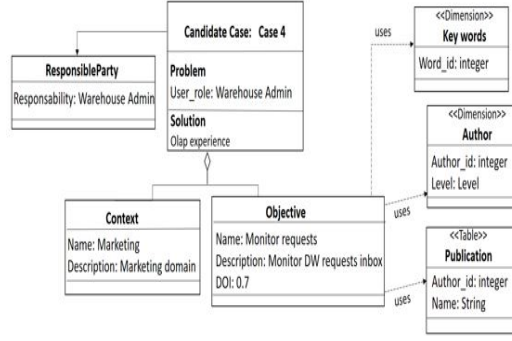 Candidate Case: Case 4
Problem
User_role: Warehouse Admin
Solution
Olap experience
ResponsibleParty
Responsability: Warehouse Admin
Context
Name: Marketing
Description: Marketing domain
Objective
Name: Monitor requests
Description: Monitor DW requests inbox
DOI: 0.7
uses
<<Dimension>>
Key words
Word_id: integer
uses
<<Dimension>>
Author
Author_id: integer
Level: Level
uses
<<Table>>
Publication
Author_id: integer
Name: String